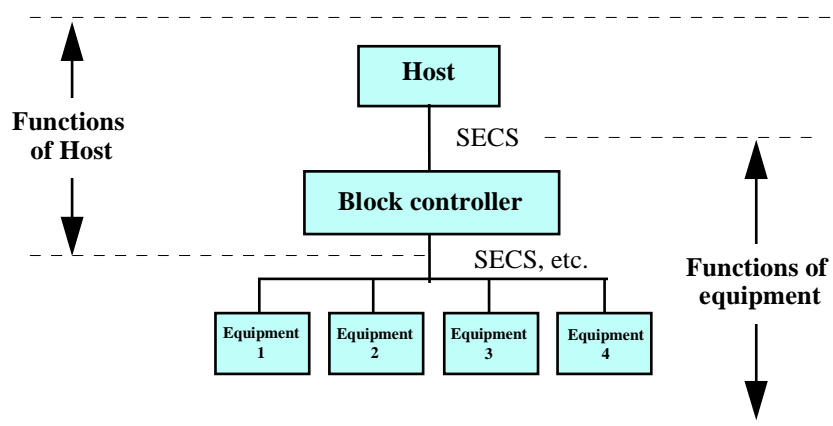 Host
Functions
of Host
SECS
Block controller
SECS, etc.
Functions of
equipment
Equipment
1
Equipment
2
Equipment
3
Equipment
4